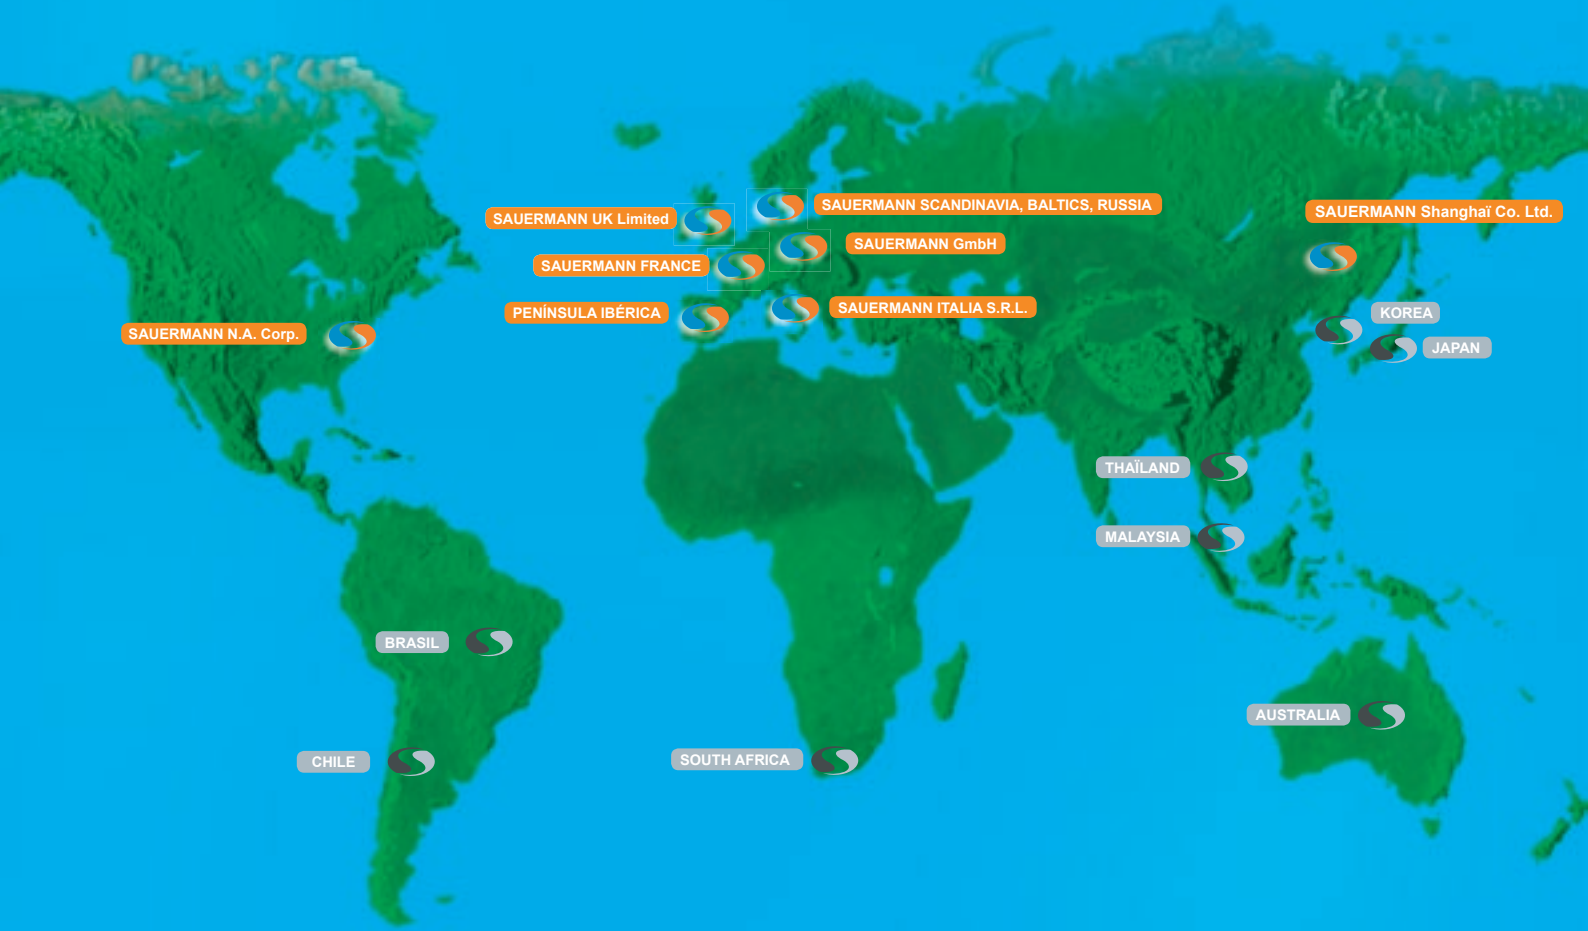 SAUERMANN SCANDINAVIA, BALTICS, RUSSIA
SAUERMANN Shanghaï Co. Ltd.
SAUERMANN UK Limited
SAUERMANN GmbH
SAUERMANN FRANCE
SAUERMANN ITALIA S.R.L.
PENÍNSULA IBÉRICA
KOREA
SAUERMANN N.A. Corp.
JAPAN
THAÏLAND
MALAYSIA
BRASIL
AUSTRALIA
SOUTH AFRICA
CHILE